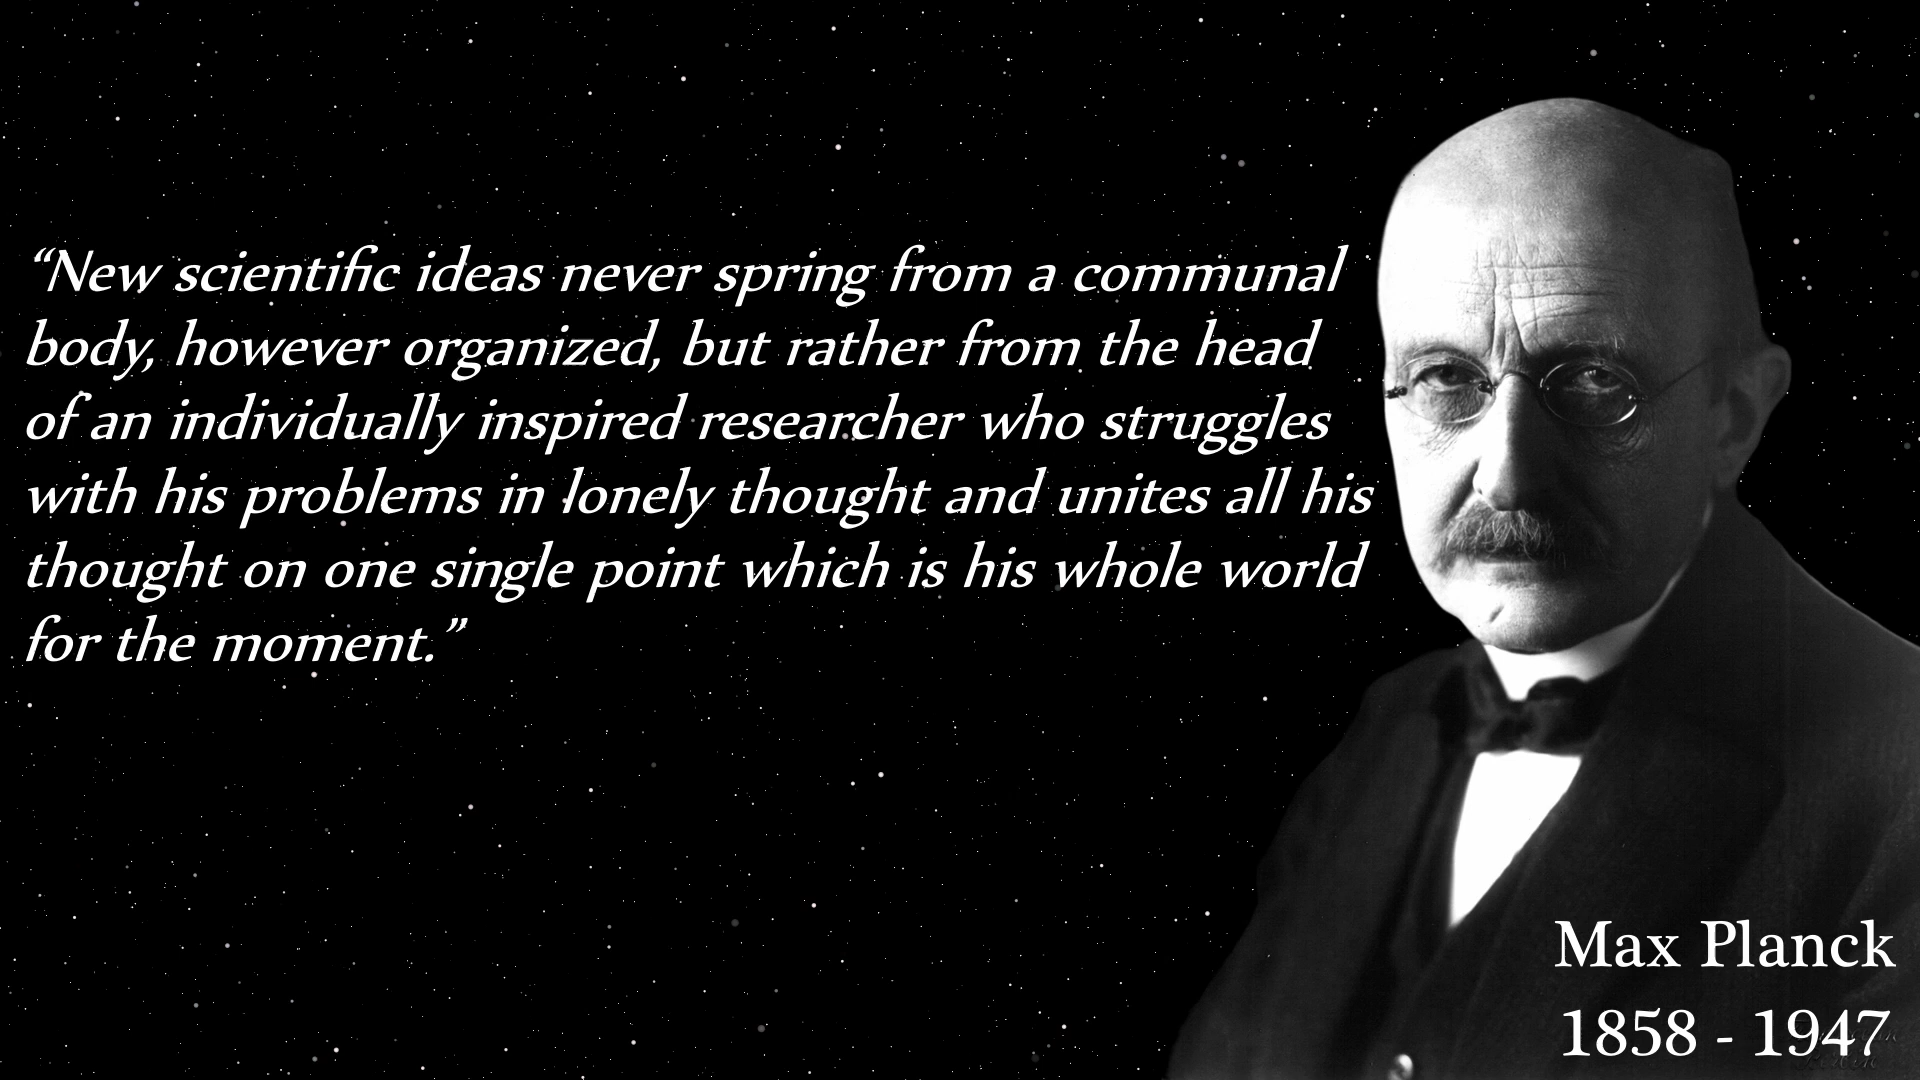 “New scientific ideas never spring from a communal
body, however organized, but rather from the head
of an individually inspired researcher who struggles
with his problems in lonely thought and unites all his
thought on one single point which is his whole world
for the moment.”
Max Planck
1858 - 1947